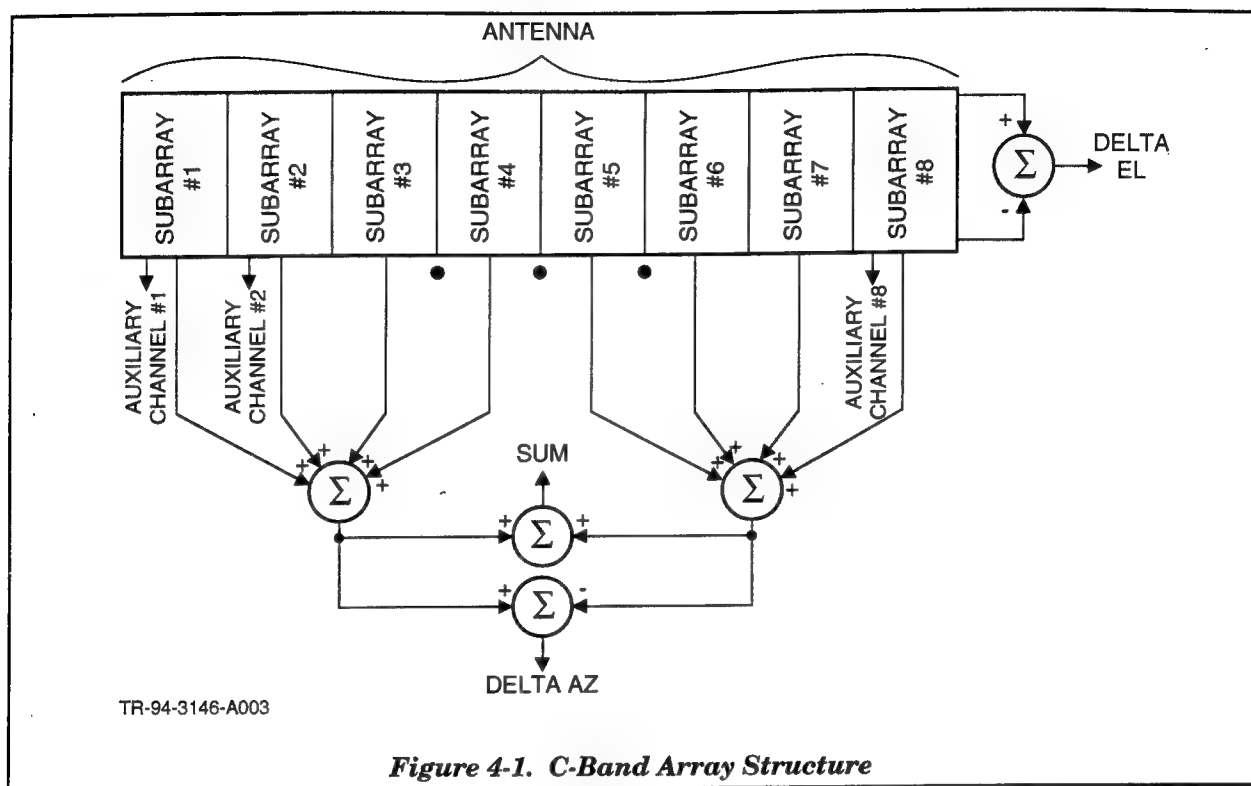 ANTENNA
SUBARRAY #1
SUBARRAY #2
SUBARRAY #3
SUBARRAY #4
SUBARRAY #5
SUBARRAY #6
SUBARRAY #7
SUBARRAY #8
+
Σ
-
DELTA
EL
AUXILIARY
CHANNEL #1
AUXILIARY
CHANNEL #2
AUXILIARY
CHANNEL #8
+ + + +
Σ
+ + + +
Σ
SUM
+ Σ +
+ Σ -
DELTA AZ
TR-94-3146-A003
Figure 4-1. C-Band Array Structure